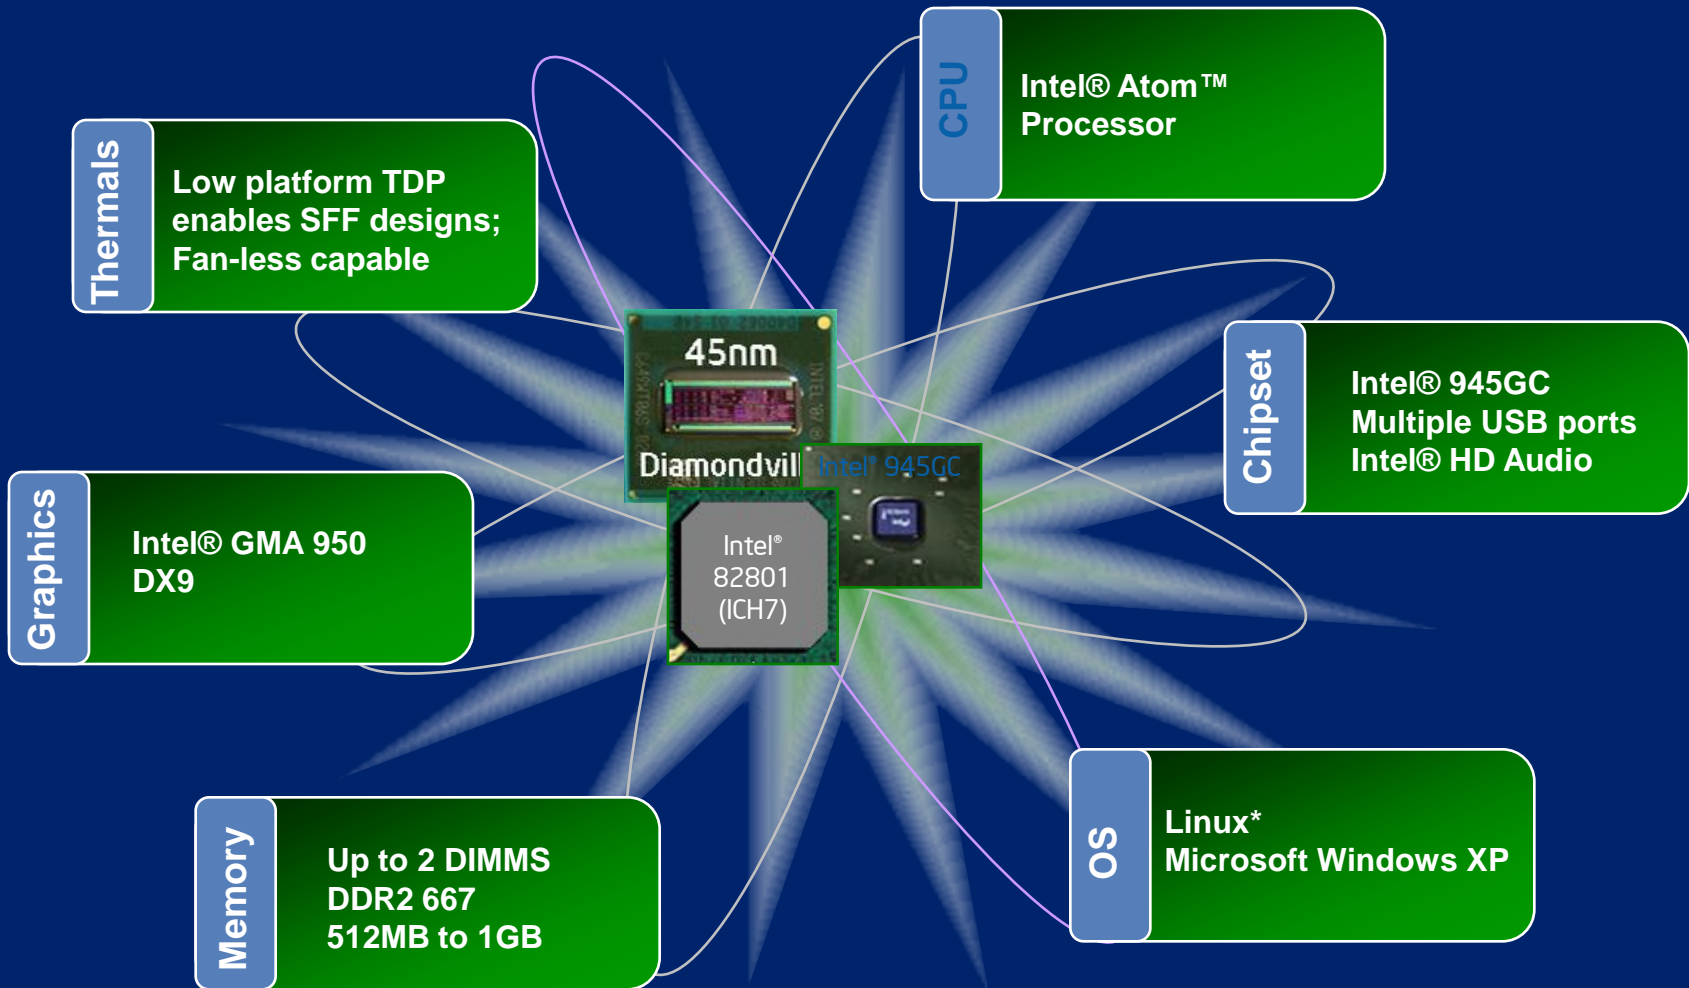 CPU
Intel® Atom™
Processor
Thermals
Low platform TDP
enables SFF designs;
Fan-less capable
45nm
Diamondvill
Intel® 945GC
Intel®
82801
(ICH7)
Chipset
Intel® 945GC
Multiple USB ports
Intel® HD Audio
Graphics
Intel® GMA 950
DX9
Memory
Up to 2 DIMMS
DDR2 667
512MB to 1GB
OS
Linux*
Microsoft Windows XP